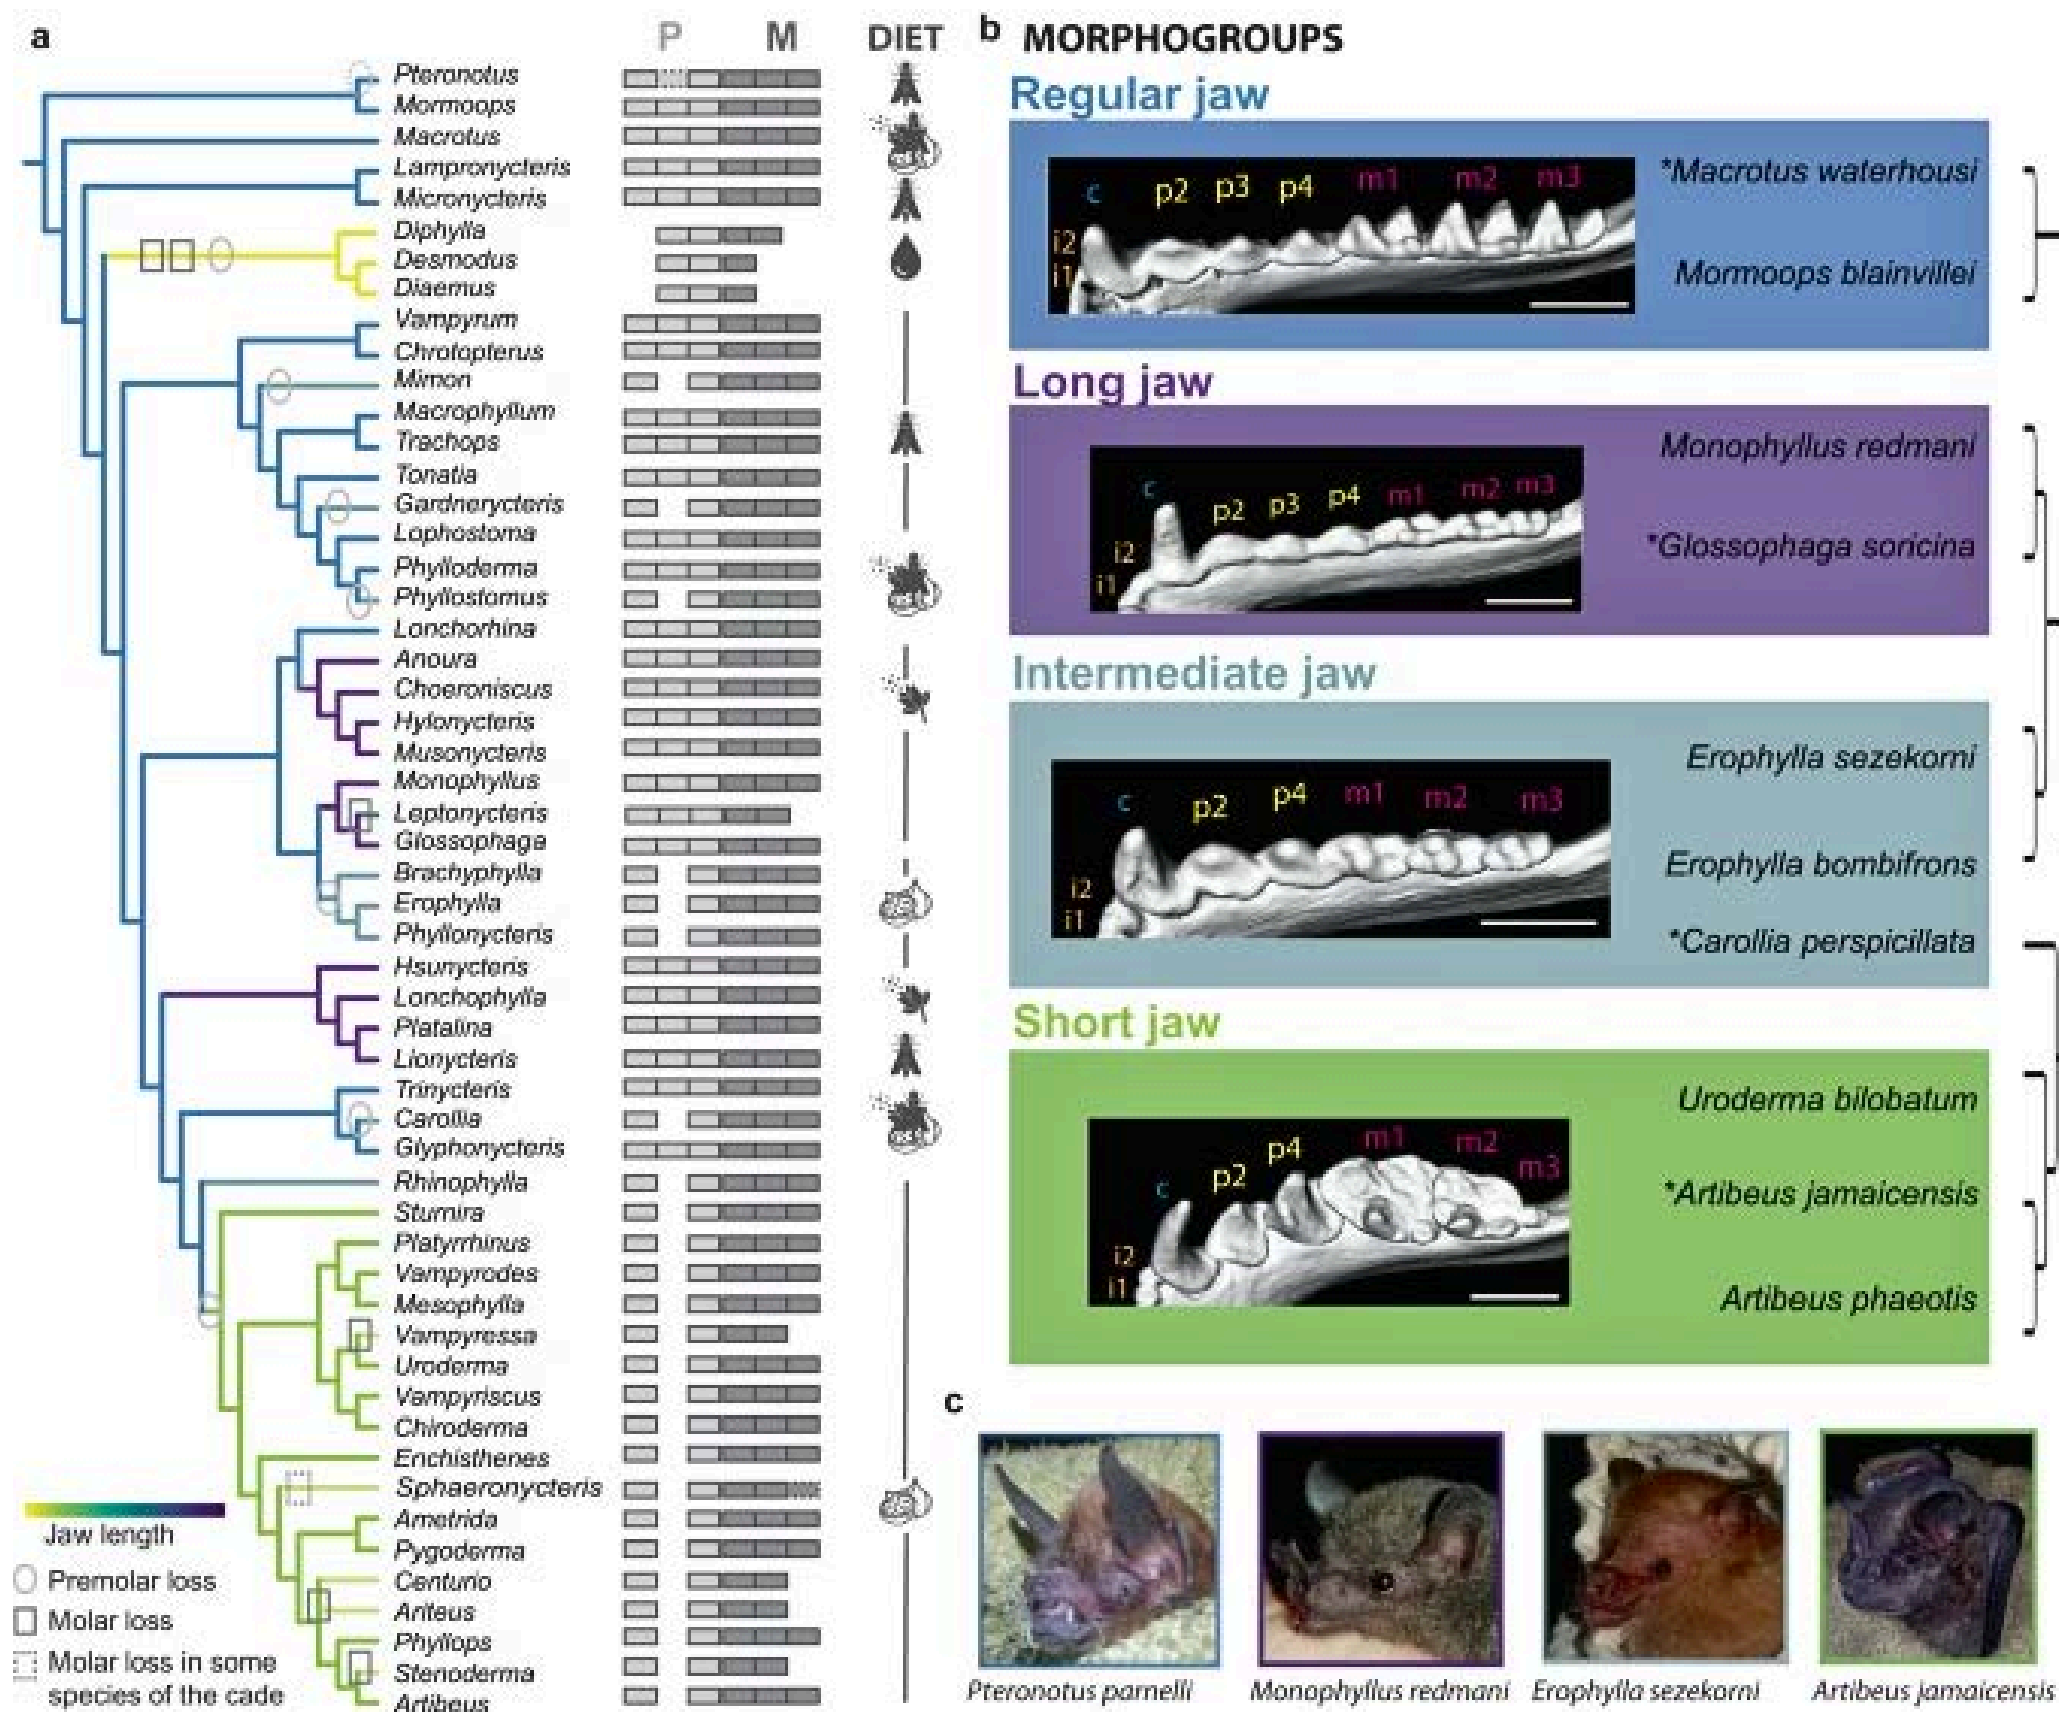 a
P M DIET
Pteronotus
Mormoops
Macrotus
Lampronycteris
Micronycteris
Diphylla
Desmodus
Diaemus
Vampyrum
Chrotopterus
Mimon
Macrophyllum
Trachops
Tonatia
Gardnerycteris
Lophostoma
Phylloderma
Phyllostomus
Lonchorhina
Anoura
Choeroniscus
Hylonycteris
Musonycteris
Monophyllus
Leptonycteris
Glossophaga
Brachyphylla
Erophylla
Phyllonycteris
Hsunycteris
Lonchophylla
Platalina
Lionycteris
Trinycteris
Carollia
Glyphonycteris
Rhinophylla
Sturnira
Platyrrhinus
Vampyrodes
Mesophylla
Vampyressa
Uroderma
Vampyriscus
Chiroderma
Enchisthenes
Sphaeronycteris
Ametrida
Pygoderma
Centurio
Ariteus
Phyllops
Stenoderma
Artibeus
Jaw length
Premolar loss
Molar loss
Molar loss in some
species of the cade
b MORPHOGROUPS
Regular jaw
c p2 p3 p4 m1 m2 m3
i2
i1
*Macrotus waterhousi
Mormoops blainvillei
Long jaw
c p2 p3 p4 m1 m2 m3
i2
i1
Monophyllus redmani
*Glossophaga soricina
Intermediate jaw
c p2 p4 m1 m2 m3
i2
i1
Erophylla sezekorni
Erophylla bombifrons
*Carollia perspicillata
Short jaw
c p2 p4 m1 m2 m3
i2
i1
Uroderma bilobatum
*Artibeus jamaicensis
Artibeus phaeotis
c
Pteronotus parnelli Monophyllus redmani Erophylla sezekorni Artibeus jamaicensis